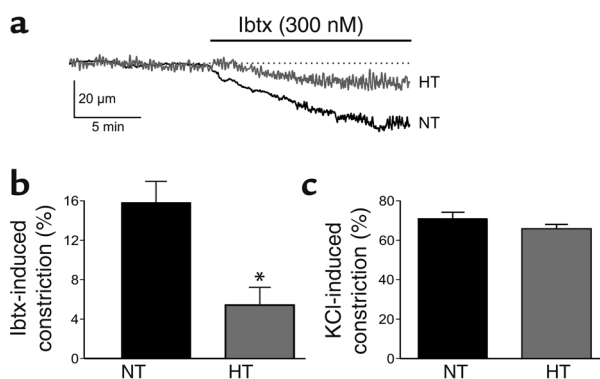 a
Ibtx (300 nM)
HT
NT
20 µm
5 min
b
Ibtx-induced
constriction (%)
16
12
8
4
0
*
NT
HT
c
KCl-induced
constriction (%)
80
60
40
20
0
NT
HT